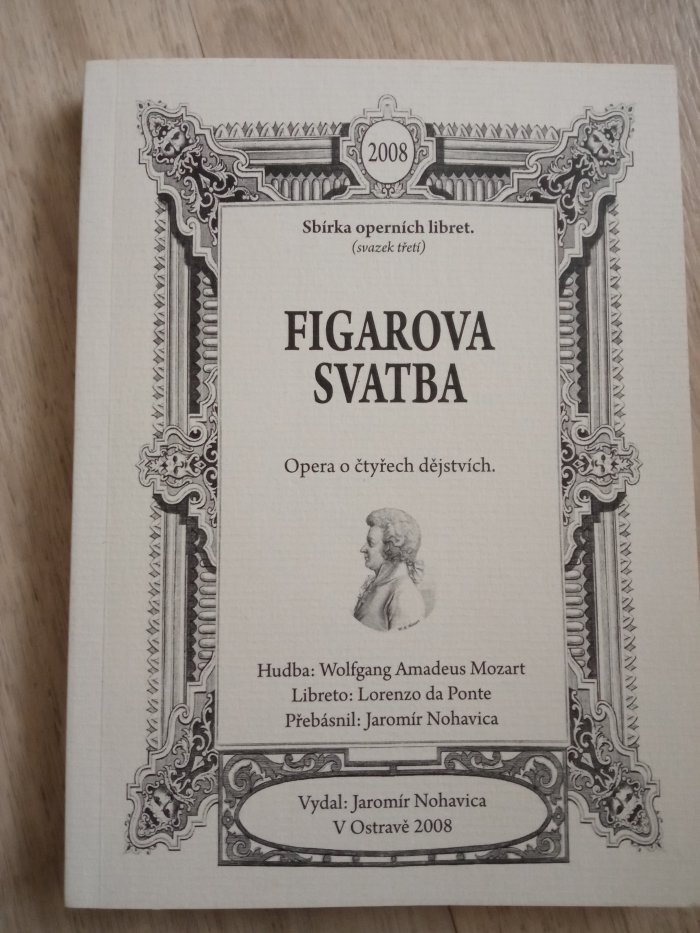 2008
Sbírka operních libret.
(svazek třetí)
FIGAROVA
SVATBA
Opera o čtyřech dějstvích.
Hudba: Wolfgang Amadeus Mozart
Libreto: Lorenzo da Ponte
Přebásnil: Jaromír Nohavica
Vydal: Jaromír Nohavica
V Ostravě 2008